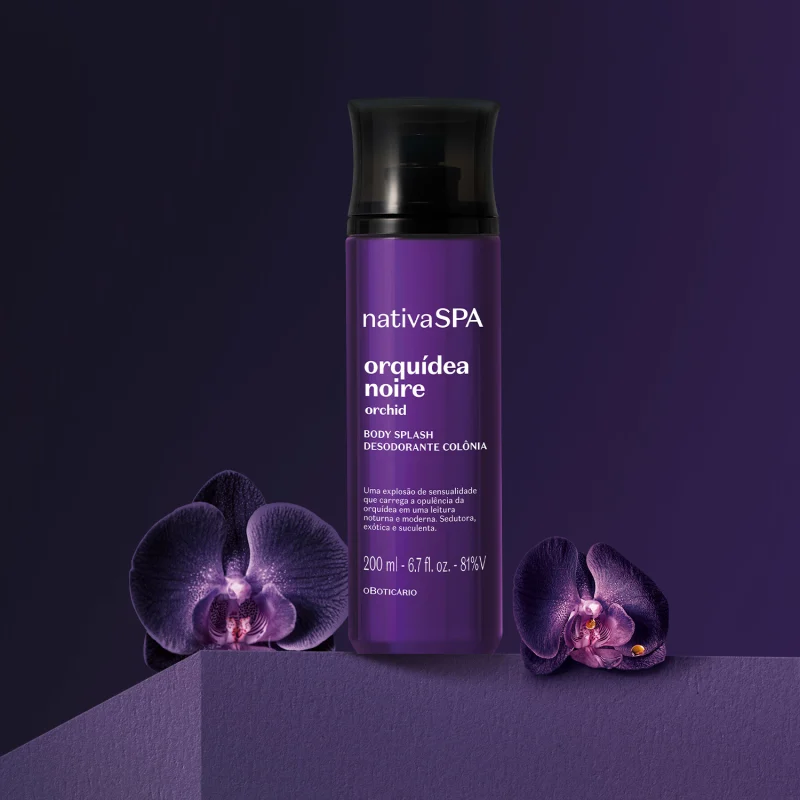 nativaSPA
orquídea
noire
orchid
BODY SPLASH
DESODORANTE COLÔNIA
Uma explosão de sensualidade
que carrega a opulência da
orquídea em uma leitura
noturna e moderna. Sedutora,
exótica e suculenta.
200 ml - 6.7 fl. oz. - 81% V
oBOTICÁRIO